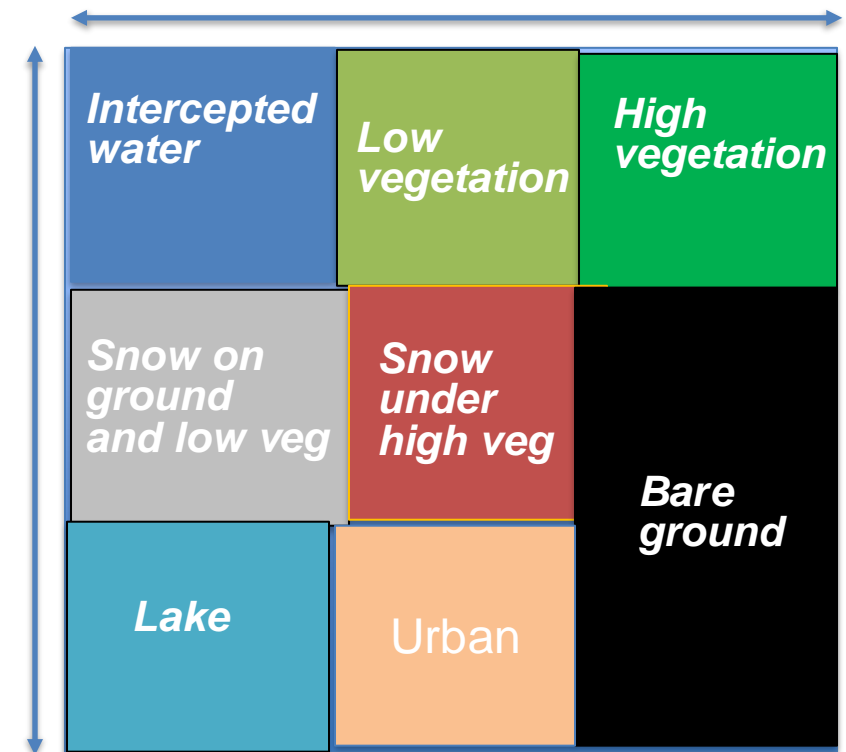 Intercepted
water
Low
vegetation
High
vegetation
Snow on
ground
and low veg
Snow
under
high veg
Bare
ground
Lake
Urban